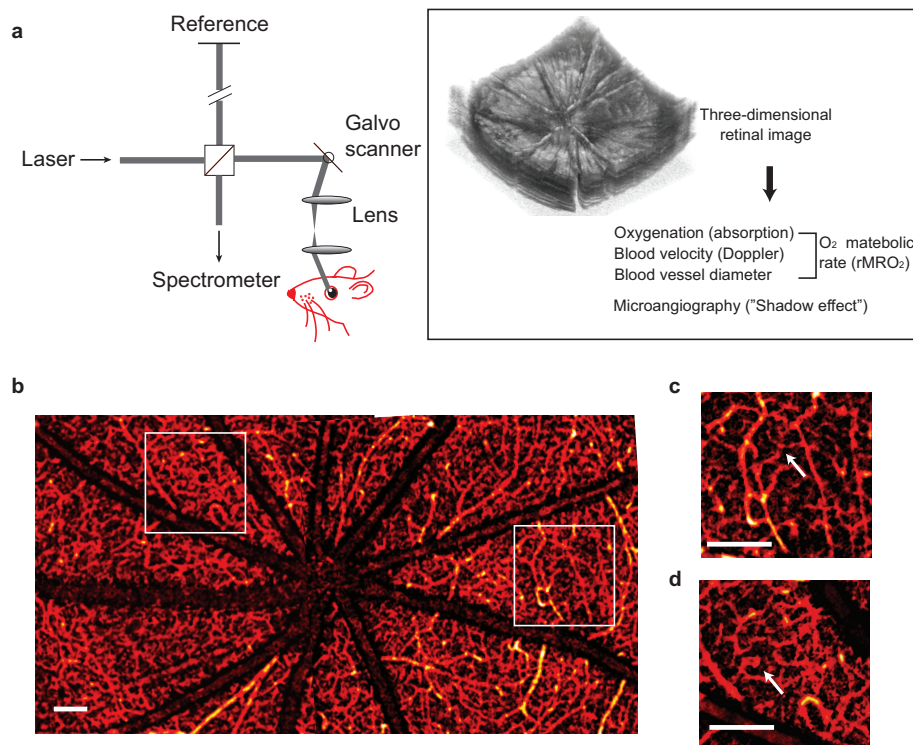 a
Reference
Galvo
scanner
Laser
Lens
Spectrometer
Three-dimensional
retinal image
Oxygenation (absorption)
Blood velocity (Doppler)
Blood vessel diameter
O₂ matebolic
rate (rMRO₂)
Microangiography ("Shadow effect")
b
c
d